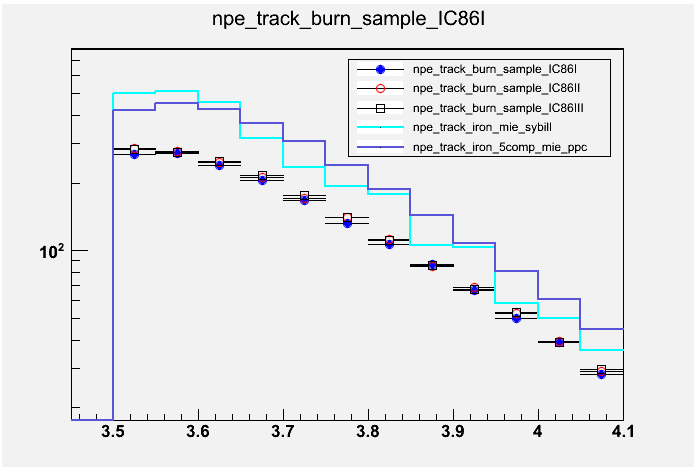 npe_track_burn_sample_IC86I
npe_track_burn_sample_IC86I
npe_track_burn_sample_IC86II
npe_track_burn_sample_IC86III
npe_track_iron_mie_sybill
npe_track_iron_5comp_mie_ppc
10²
3.5 3.6 3.7 3.8 3.9 4 4.1